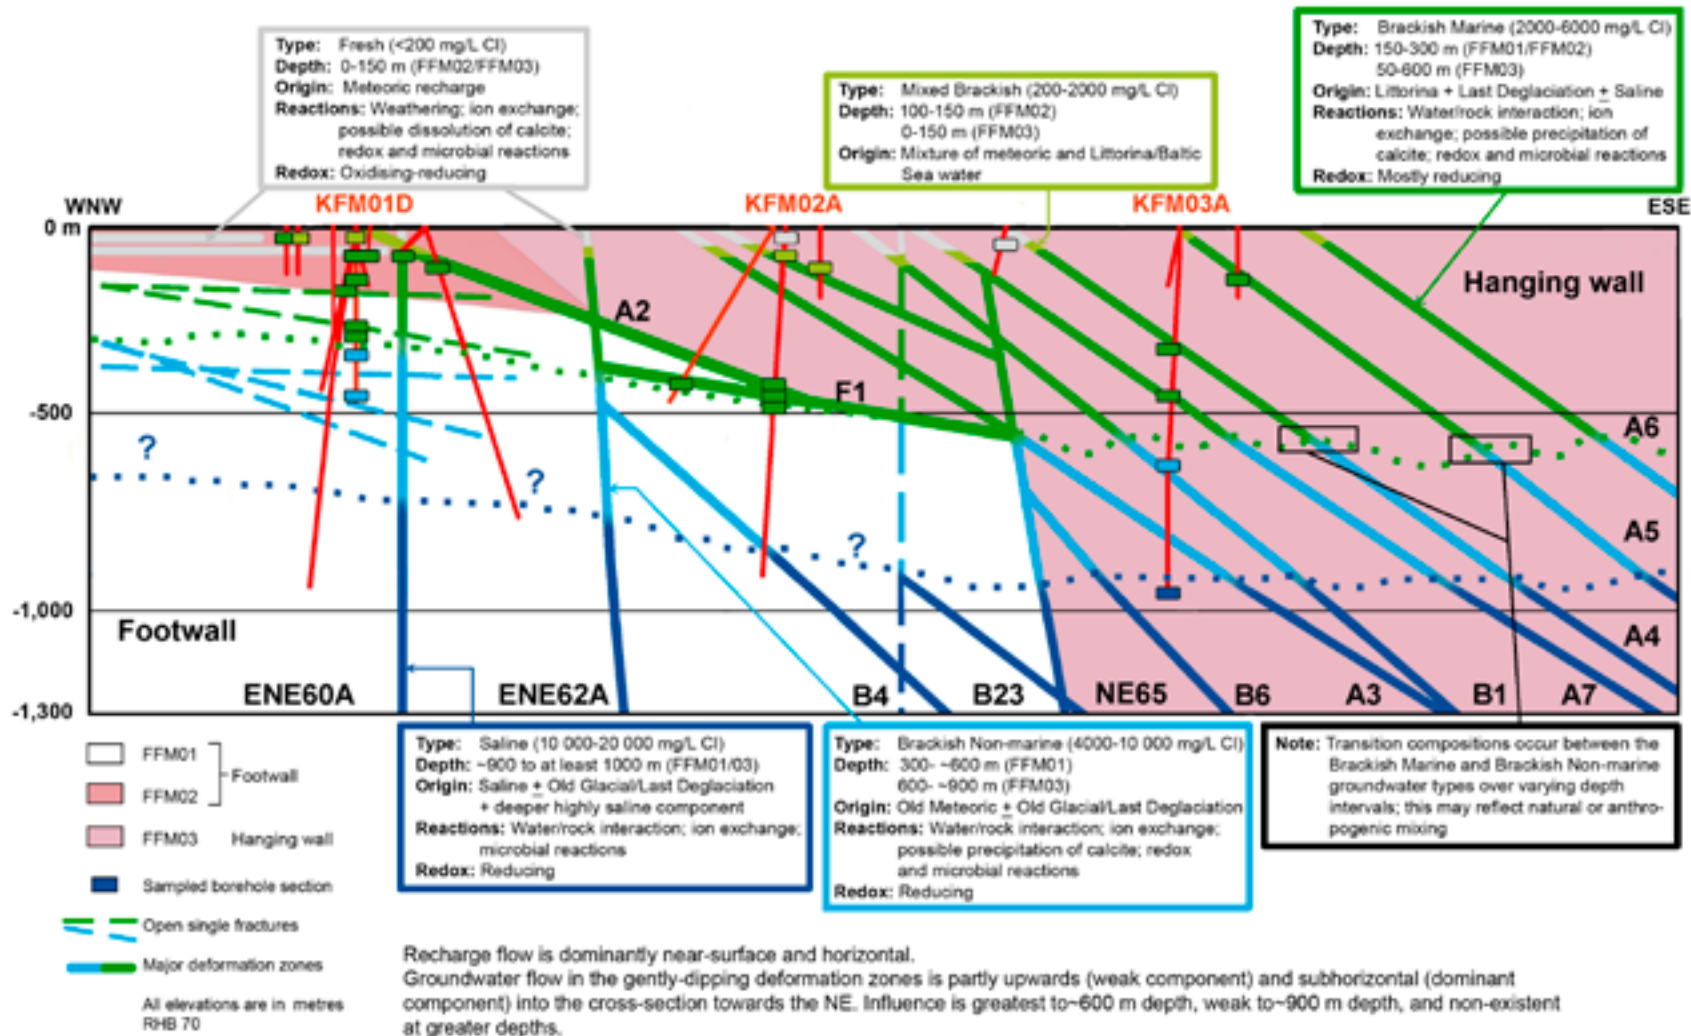 Type: Fresh (<200 mg/L Cl)
Depth: 0-150 m (FFM02/FFM03)
Origin: Meteoric recharge
Reactions: Weathering; ion exchange;
possible dissolution of calcite;
redox and microbial reactions
Redox: Oxidising-reducing
Type: Mixed Brackish (200-2000 mg/L Cl)
Depth: 100-150 m (FFM02)
0-150 m (FFM03)
Origin: Mixture of meteoric and Littorina/Baltic
Sea water
Type: Brackish Marine (2000-6000 mg/L Cl)
Depth: 150-300 m (FFM01/FFM02)
50-600 m (FFM03)
Origin: Littorina + Last Deglaciation ± Saline
Reactions: Water/rock interaction; ion
exchange; possible precipitation of
calcite; redox and microbial reactions
Redox: Mostly reducing
WNW
KFM01D
KFM02A
KFM03A
ESE
0 m
Hanging wall
A2
F1
-500
A6
?
?
?
A5
-1,000
Footwall
A4
ENE60A
ENE62A
B4
B23
NE65
B6
A3
B1
A7
-1,300
FFM01
Footwall
FFM02
FFM03 Hanging wall
Sampled borehole section
Open single fractures
Major deformation zones
All elevations are in metres
RHB 70
Type: Saline (10 000-20 000 mg/L Cl)
Depth: ~900 to at least 1000 m (FFM01/03)
Origin: Saline ± Old Glacial/Last Deglaciation
+ deeper highly saline component
Reactions: Water/rock interaction; ion exchange;
microbial reactions
Redox: Reducing
Type: Brackish Non-marine (4000-10 000 mg/L Cl)
Depth: 300- ~600 m (FFM01)
600- ~900 m (FFM03)
Origin: Old Meteoric ± Old Glacial/Last Deglaciation
Reactions: Water/rock interaction; ion exchange;
possible precipitation of calcite; redox
and microbial reactions
Redox: Reducing
Note: Transition compositions occur between the
Brackish Marine and Brackish Non-marine
groundwater types over varying depth
intervals; this may reflect natural or anthro-
pogenic mixing
Recharge flow is dominantly near-surface and horizontal.
Groundwater flow in the gently-dipping deformation zones is partly upwards (weak component) and subhorizontal (dominant
component) into the cross-section towards the NE. Influence is greatest to~600 m depth, weak to~900 m depth, and non-existent
at greater depths.